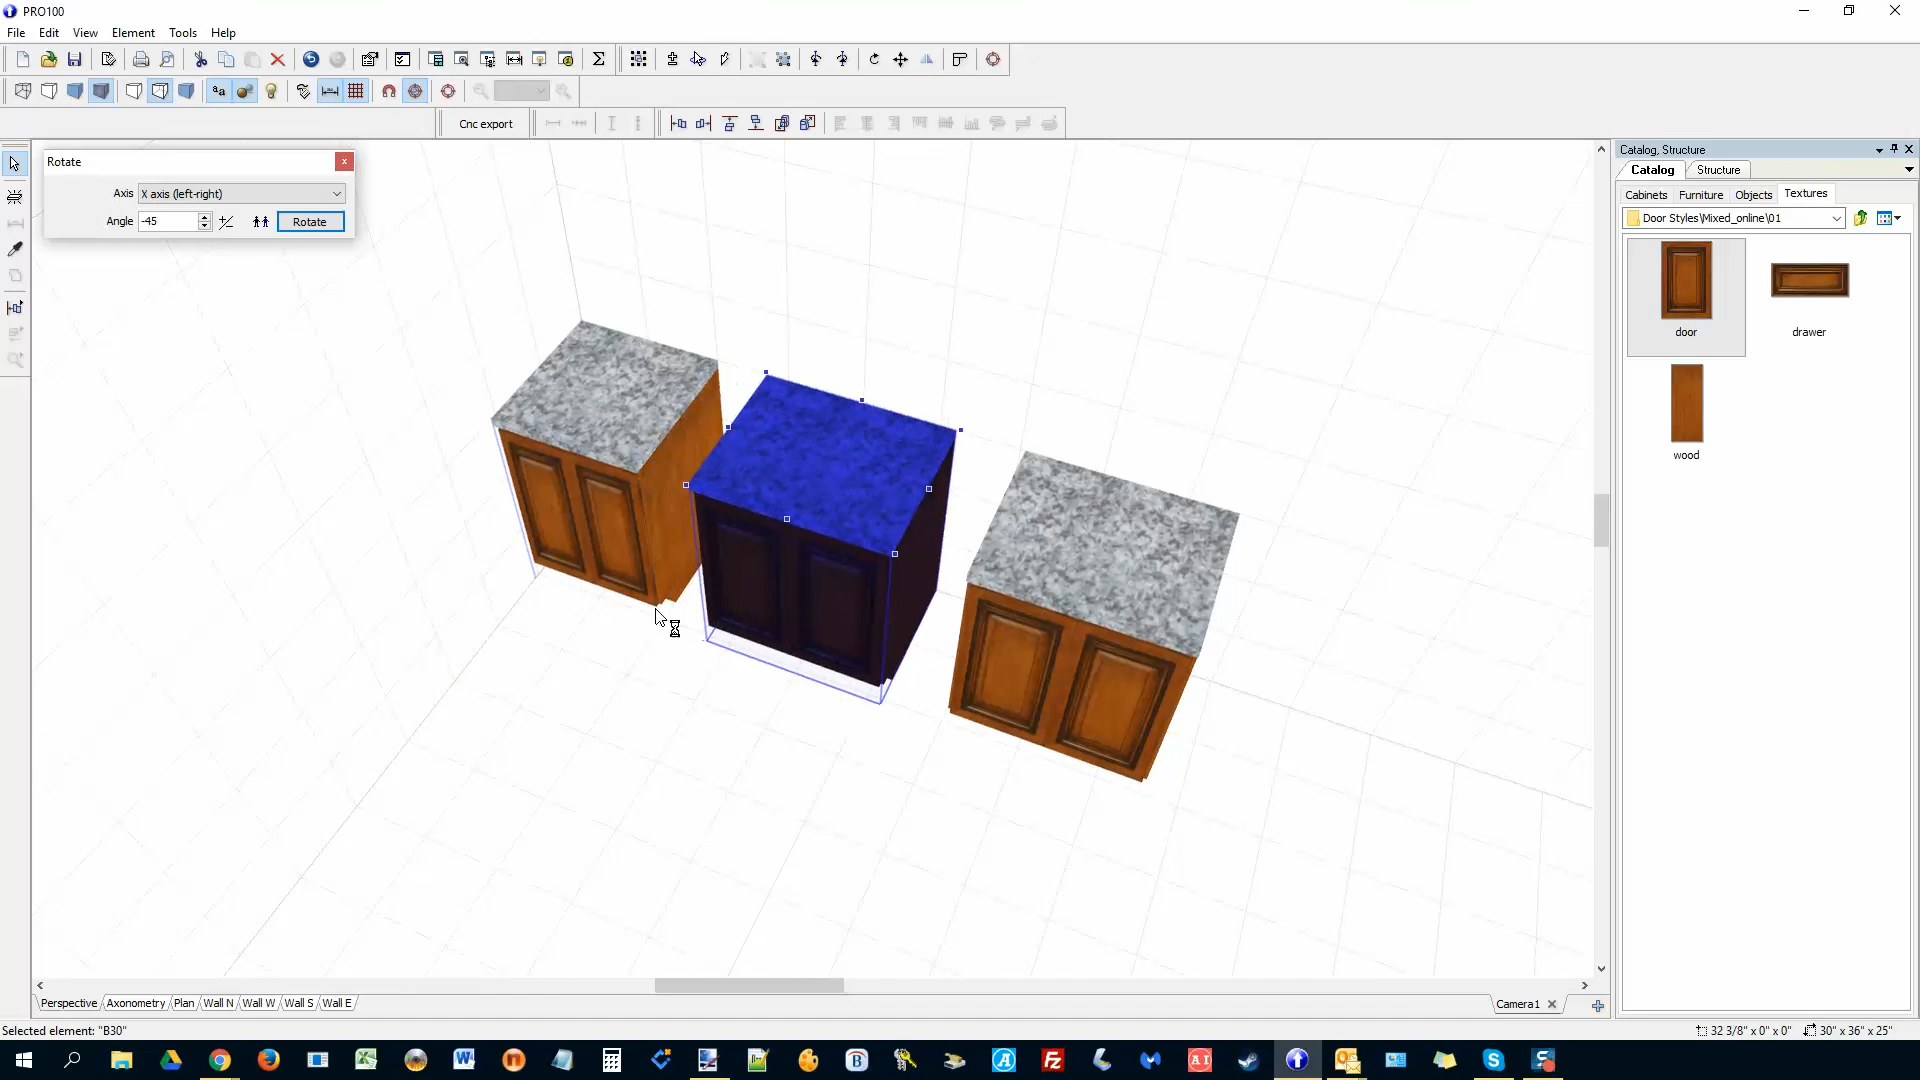 PRO100
File Edit View Element Tools Help
Cnc export
Rotate
Axis X axis (left-right)
Angle -45 Rotate
Catalog, Structure
Catalog Structure
Cabinets Furniture Objects Textures
Door Styles\Mixed_online\01
door drawer
wood
Perspective Axonometry Plan Wall N Wall W Wall S Wall E
Camera1
Selected element: "B30" 32 3/8" x 0" x 0" 30" x 36" x 25"